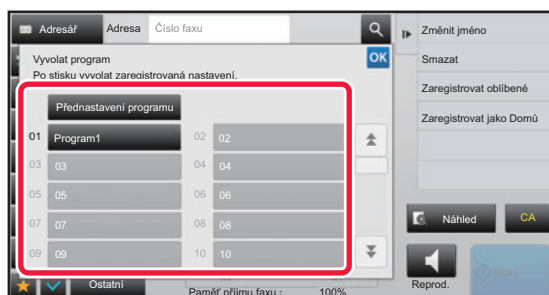 Adresář Adresa Číslo faxu
Změnit jméno
Vyvolat program OK
Po stisku vyvolat zaregistrovaná nastavení.
Smazat
Zaregistrovat oblíbené
Přednastavení programu
Zaregistrovat jako Domů
01 Program1 02 02
03 03 04 04
05 05 06 06
07 07 08 08
Náhled CA
09 09 10 10
Start
Ostatní
Reprod.
Paměť příjmu faxu : 100%